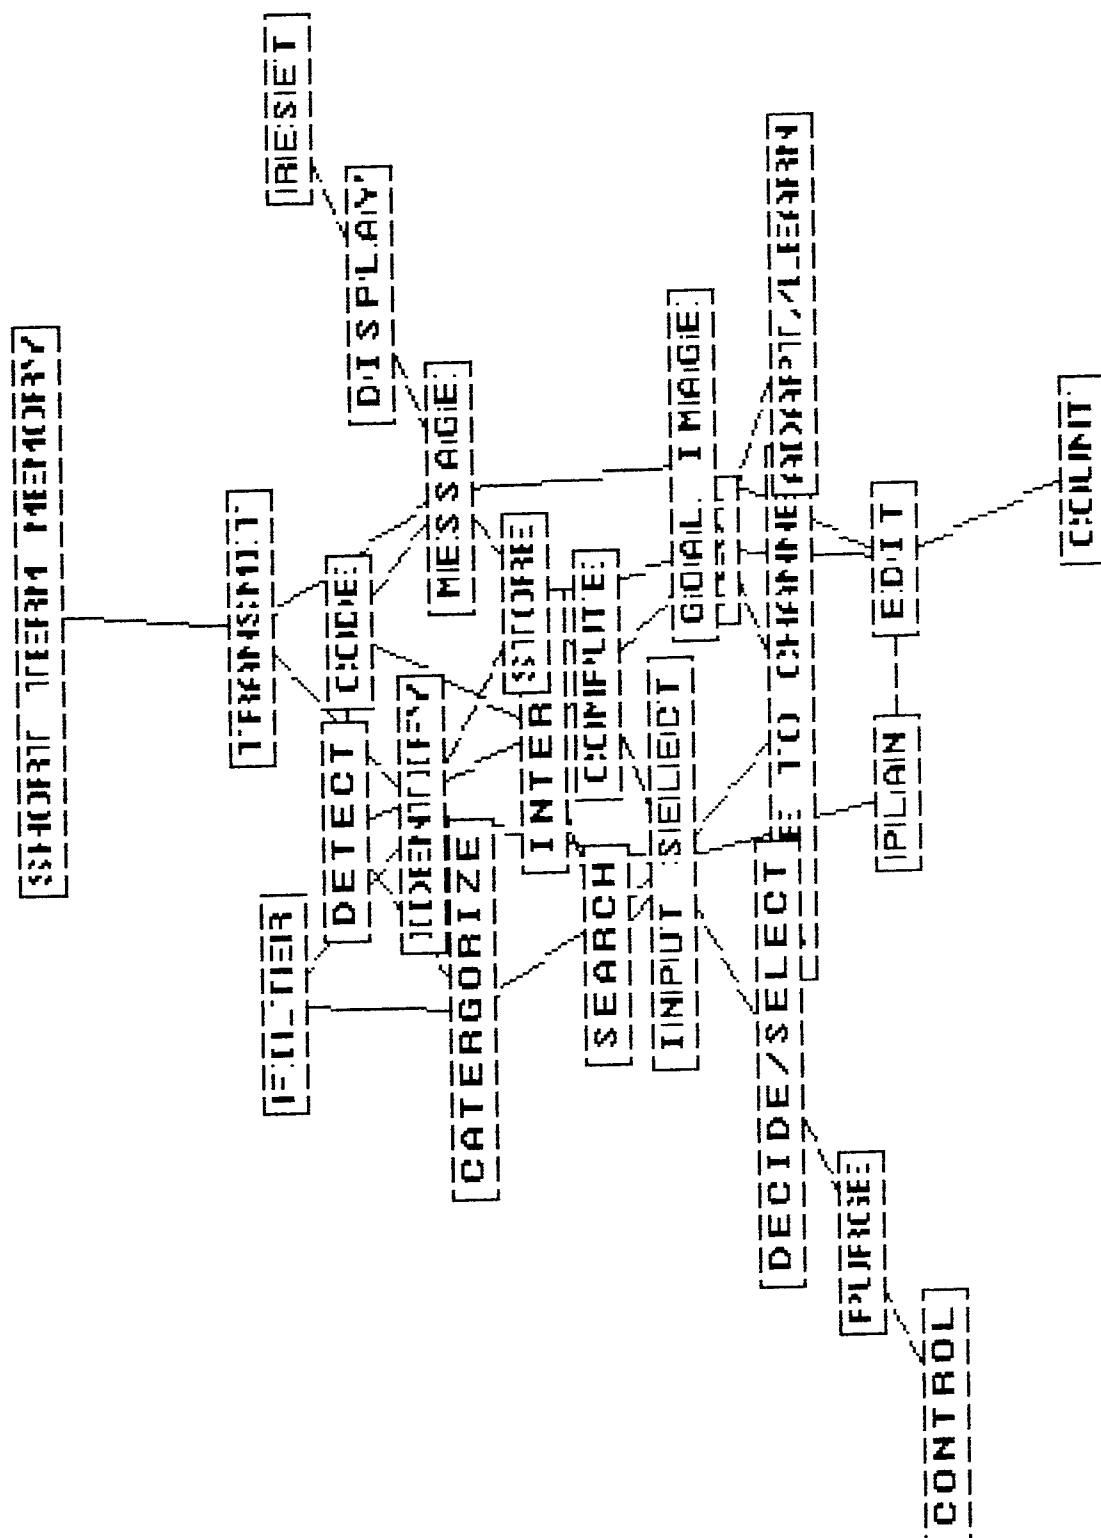 SHORT TERM MEMORY
TRANSMIT
RESET
FILTER
DETECT
CODE
DISPLAY
IDENTIFY
MESSAGE
CATERGORIZE
STORE
INTER
COMPUTE
SEARCH
INPUT SELECT
GOAL IMAGE
DECIDE/SELECT
E TO CHANNE
ADAPT/LEARN
PURGE
PLAN
EDIT
CONTROL
COUNT